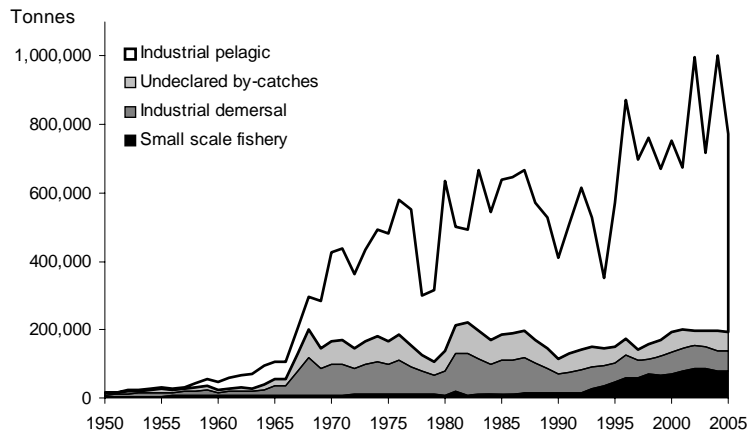 Tonnes
1,000,000
800,000
600,000
400,000
200,000
0
Industrial pelagic
Undeclared by-catches
Industrial demersal
Small scale fishery
1950 1955 1960 1965 1970 1975 1980 1985 1990 1995 2000 2005